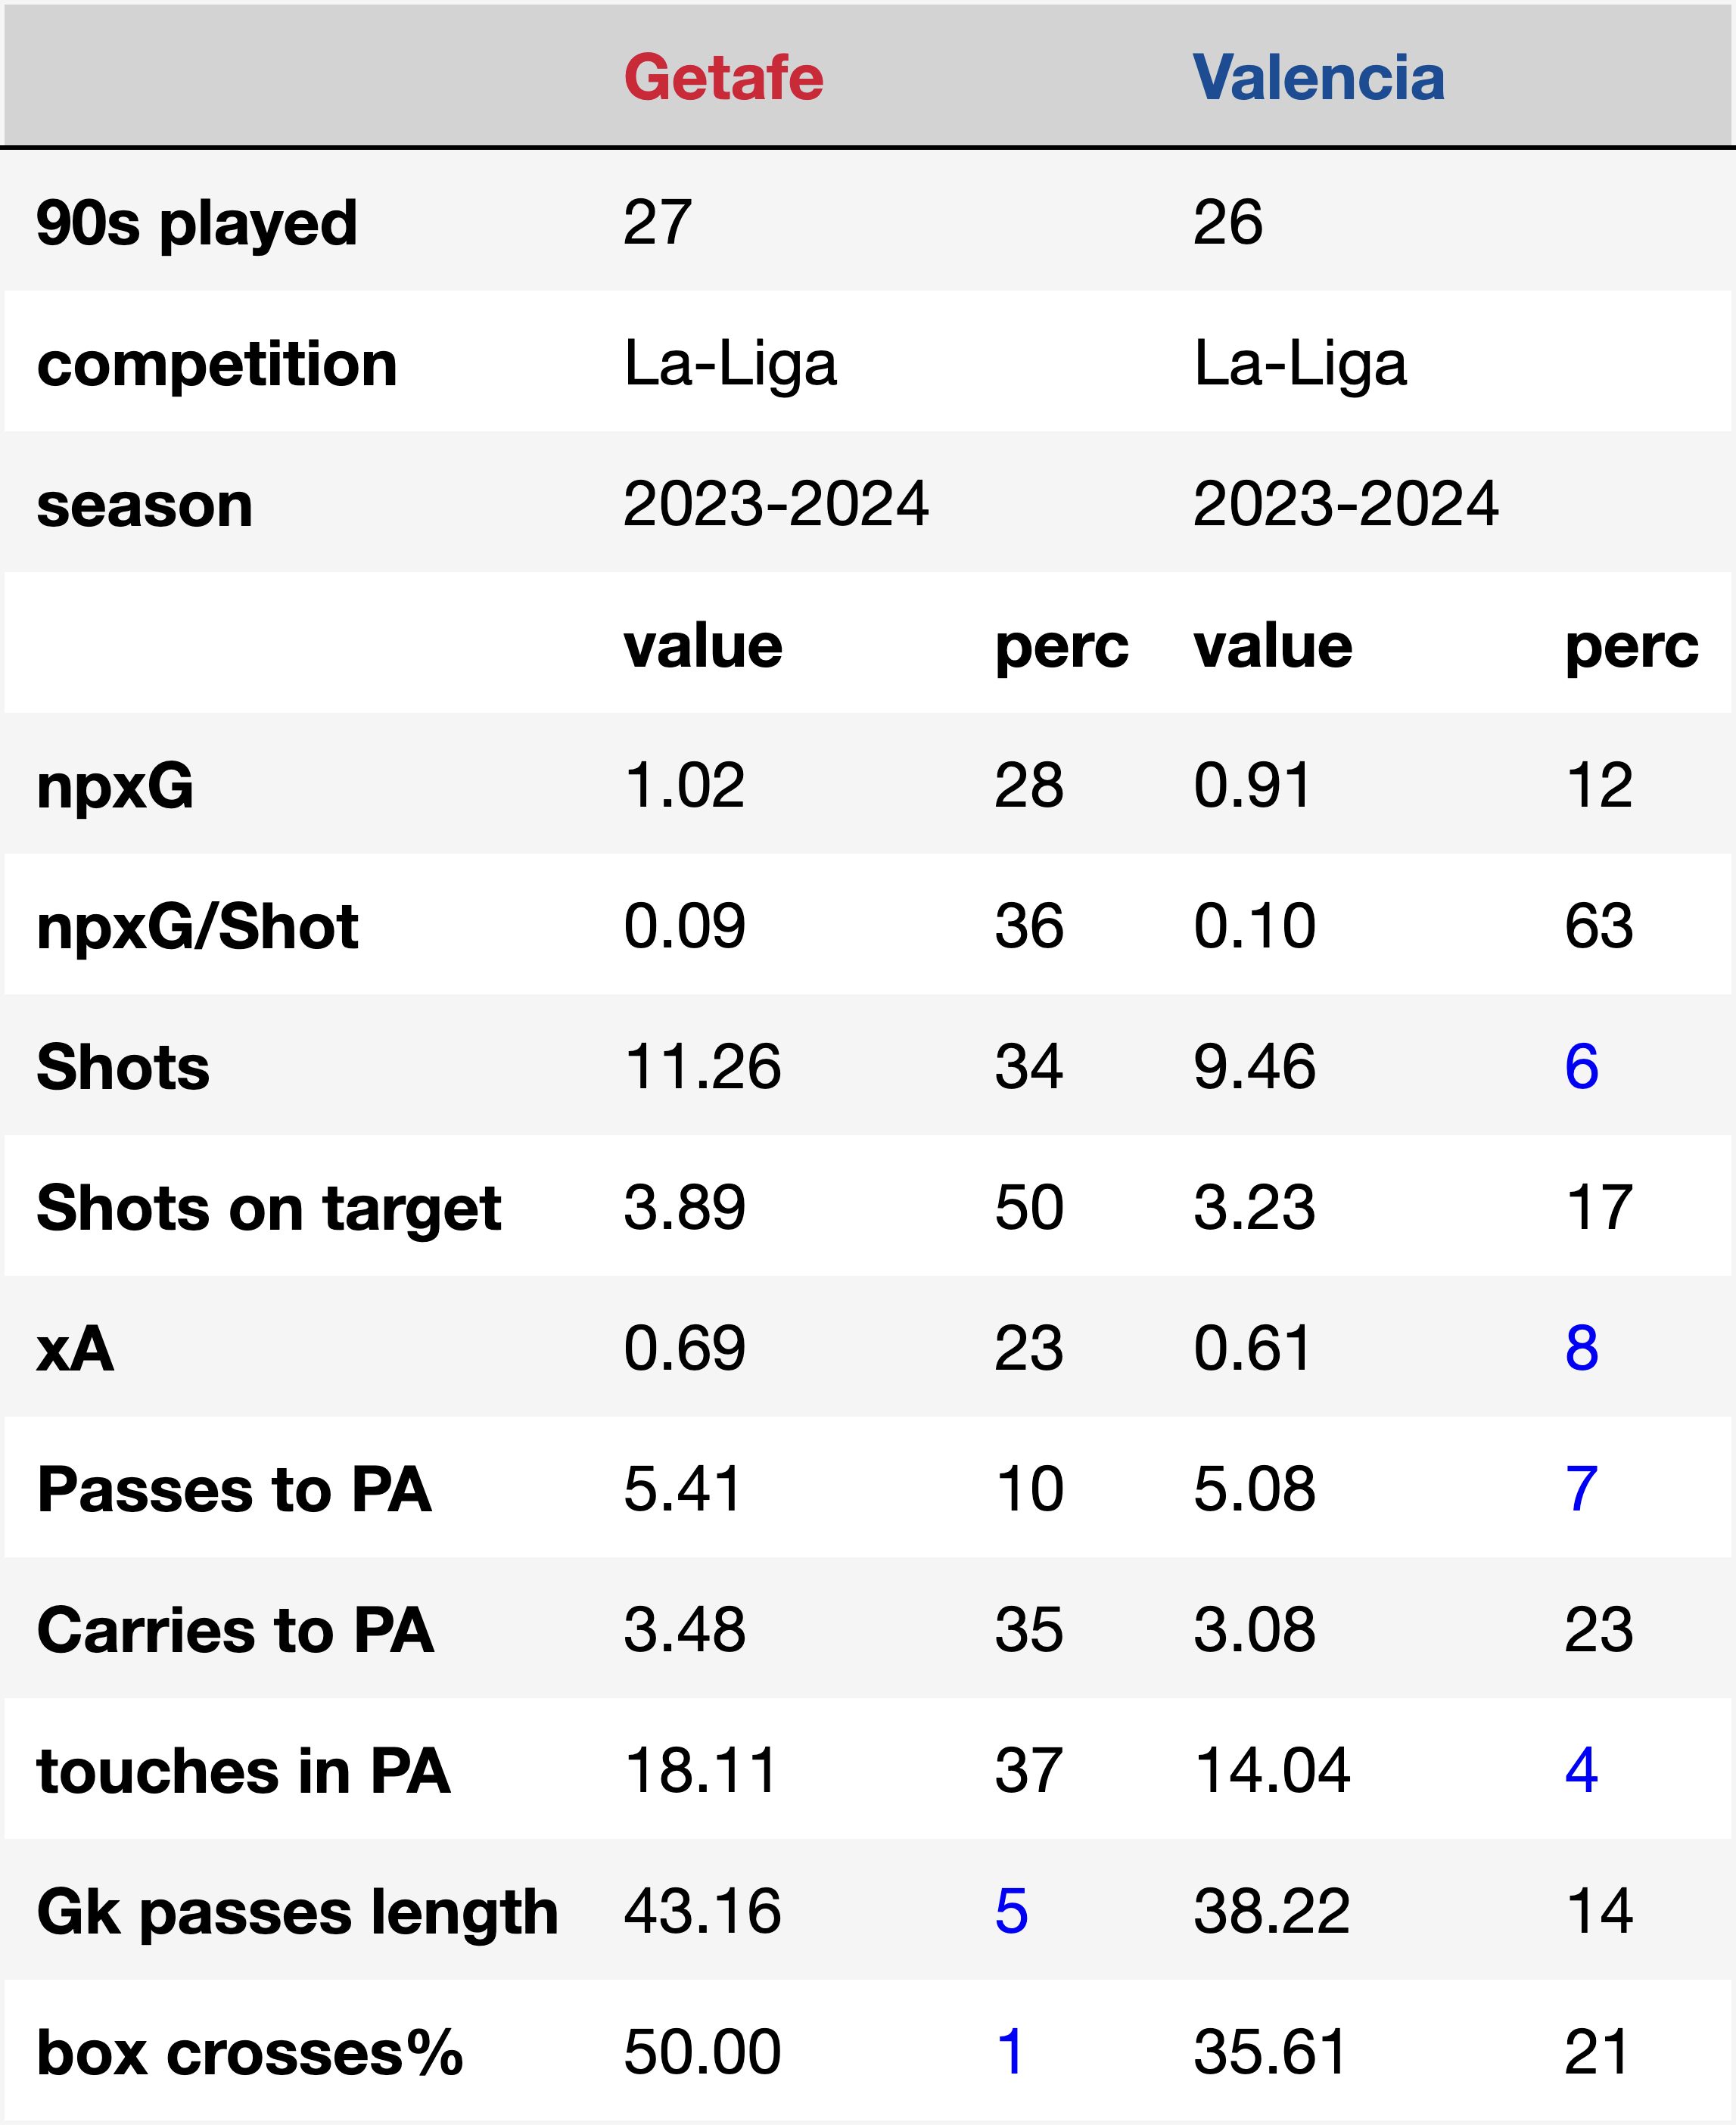 Getafe Valencia
90s played 27 26
competition La-Liga La-Liga
season 2023-2024 2023-2024
value perc value perc
npxG 1.02 28 0.91 12
npxG/Shot 0.09 36 0.10 63
Shots 11.26 34 9.46 6
Shots on target 3.89 50 3.23 17
xA 0.69 23 0.61 8
Passes to PA 5.41 10 5.08 7
Carries to PA 3.48 35 3.08 23
touches in PA 18.11 37 14.04 4
Gk passes length 43.16 5 38.22 14
box crosses% 50.00 1 35.61 21